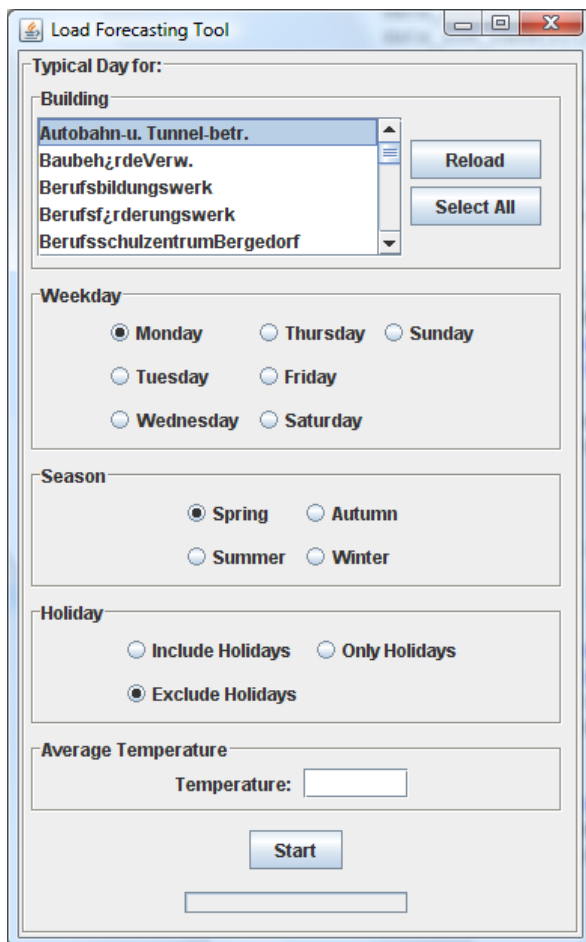 Load Forecasting Tool
Typical Day for:
Building
Autobahn-u. Tunnel-betr.
Baubeh¿rdeVerw.
Berufsbildungswerk
Berufsf¿rderungswerk
BerufsschulzentrumBergedorf
Reload
Select All
Weekday
Monday Thursday Sunday
Tuesday Friday
Wednesday Saturday
Season
Spring Autumn
Summer Winter
Holiday
Include Holidays Only Holidays
Exclude Holidays
Average Temperature
Temperature:
Start